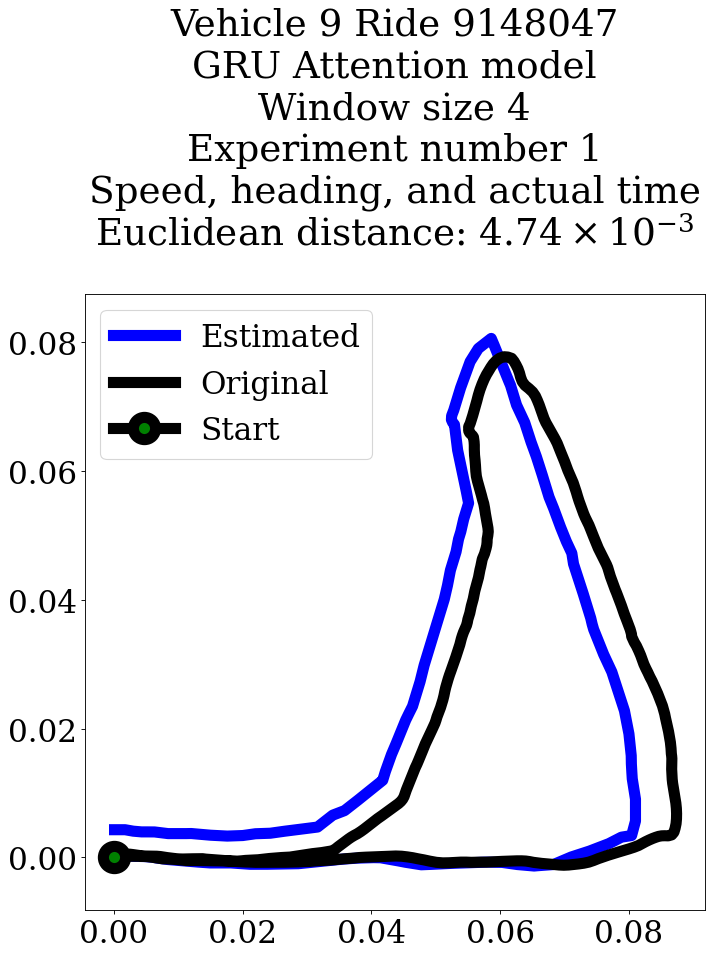 Vehicle 9 Ride 9148047
GRU Attention model
Window size 4
Experiment number 1
Speed, heading, and actual time
Euclidean distance: 4.74 × 10⁻³
Estimated
Original
Start
0.08
0.06
0.04
0.02
0.00
0.00 0.02 0.04 0.06 0.08